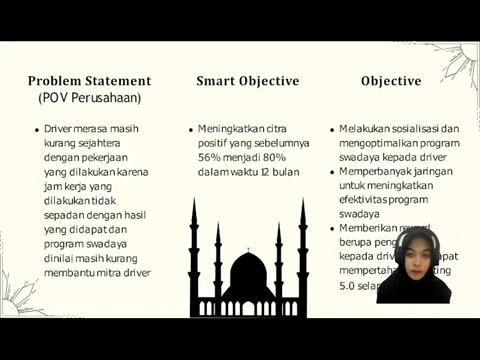 Problem Statement
(POV Perusahaan)
Driver merasa masih
kurang sejahtera
dengan pekerjaan
yang dilakukan karena
jam kerja yang
dilakukan tidak
sepadan dengan hasil
yang didapat dan
program swadaya
dinilai masih kurang
membantu mitra driver
Smart Objective
Meningkatkan citra
positif yang sebelumnya
56% menjadi 80%
dalam waktu 12 bulan
Objective
Melakukan sosialisasi dan
mengoptimalkan program
swadaya kepada driver
Memperbanyak jaringan
untuk meningkatkan
efektivitas program
swadaya
Memberikan
berupa
kepada
5.0